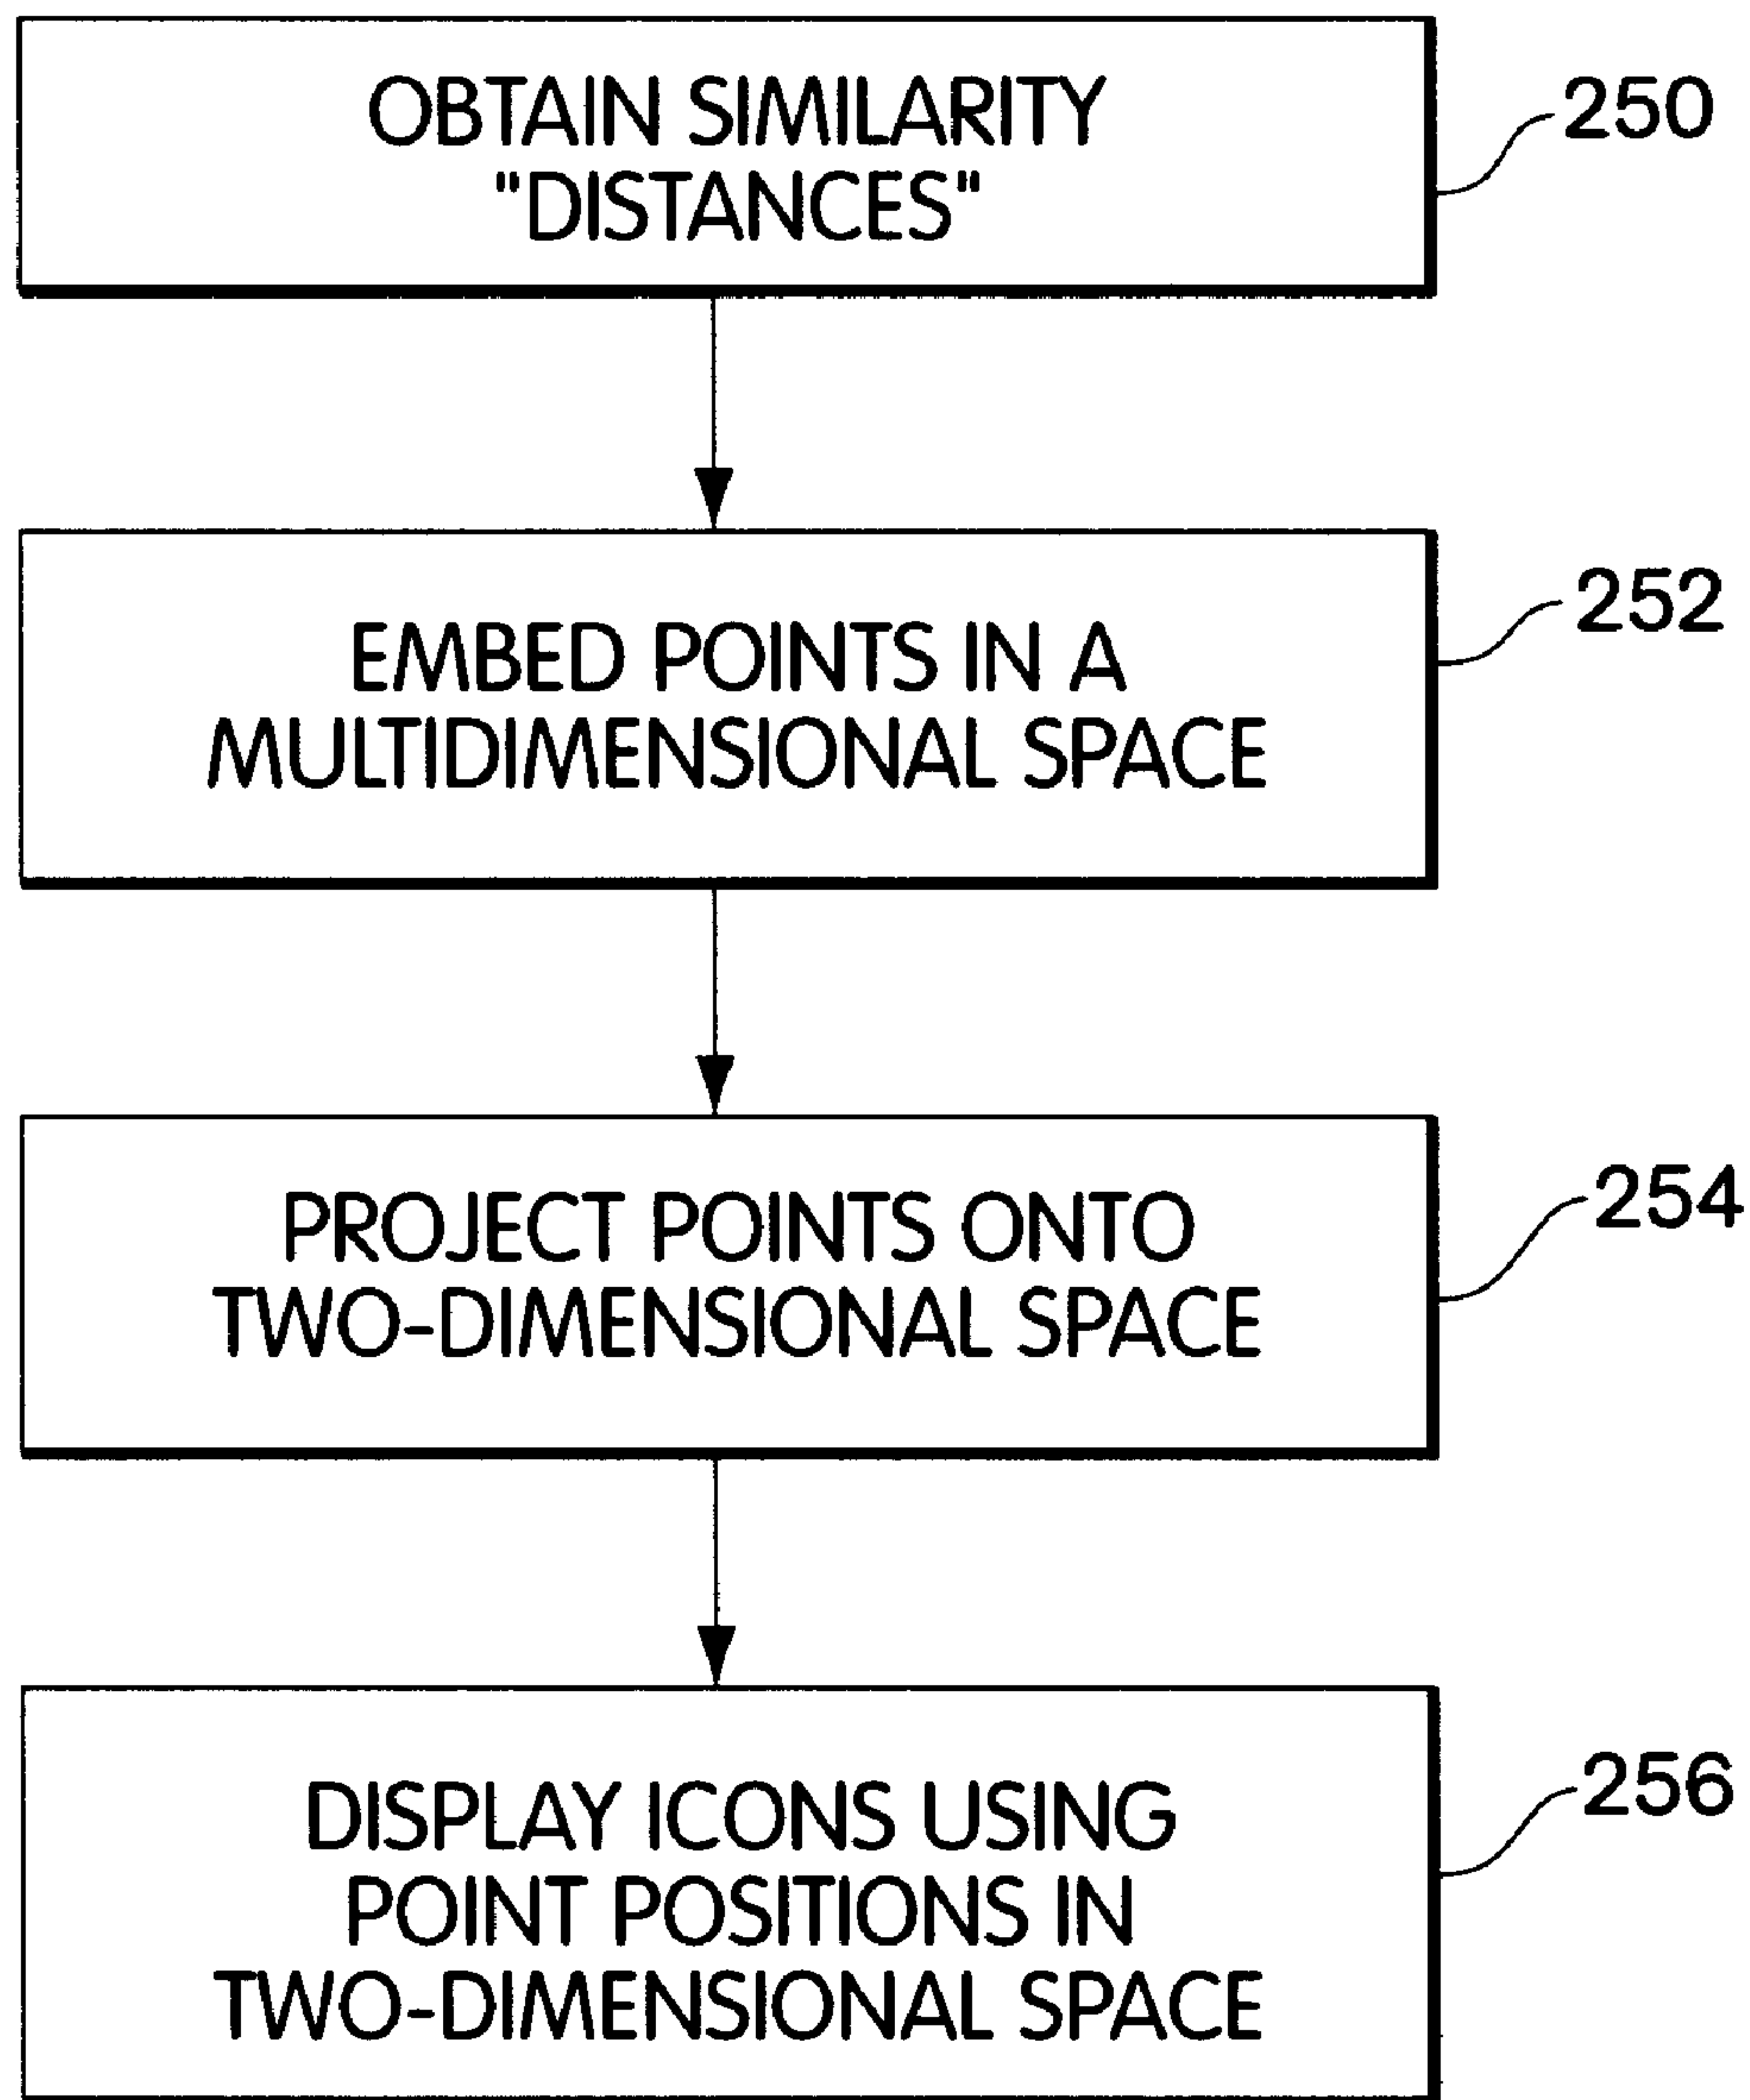 OBTAIN SIMILARITY
"DISTANCES"
250
EMBED POINTS IN A
MULTIDIMENSIONAL SPACE
252
PROJECT POINTS ONTO
TWO-DIMENSIONAL SPACE
254
DISPLAY ICONS USING
POINT POSITIONS IN
TWO-DIMENSIONAL SPACE
256